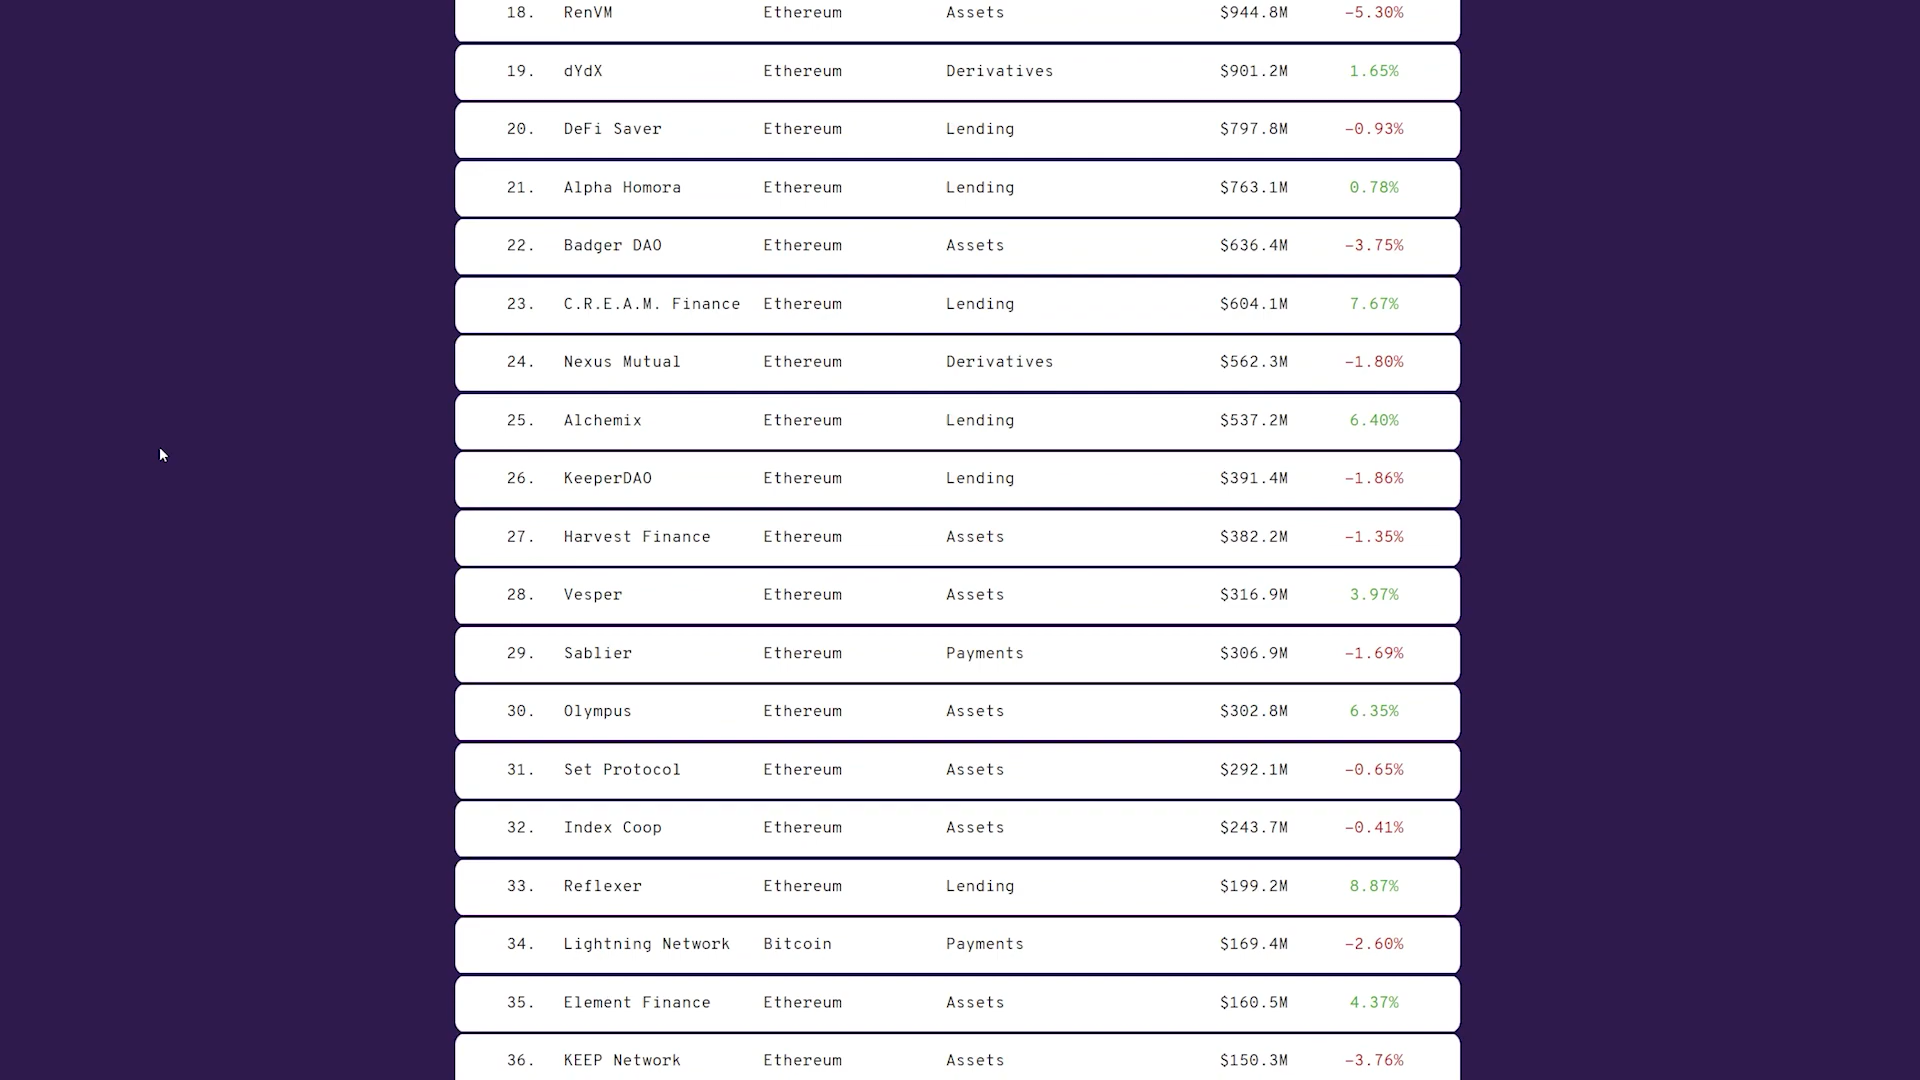 18. RenVM Ethereum Assets $944.8M -5.30%
19. dYdX Ethereum Derivatives $901.2M 1.65%
20. DeFi Saver Ethereum Lending $797.8M -0.93%
21. Alpha Homora Ethereum Lending $763.1M 0.78%
22. Badger DAO Ethereum Assets $636.4M -3.75%
23. C.R.E.A.M. Finance Ethereum Lending $604.1M 7.67%
24. Nexus Mutual Ethereum Derivatives $562.3M -1.80%
25. Alchemix Ethereum Lending $537.2M 6.40%
26. KeeperDAO Ethereum Lending $391.4M -1.86%
27. Harvest Finance Ethereum Assets $382.2M -1.35%
28. Vesper Ethereum Assets $316.9M 3.97%
29. Sablier Ethereum Payments $306.9M -1.69%
30. Olympus Ethereum Assets $302.8M 6.35%
31. Set Protocol Ethereum Assets $292.1M -0.65%
32. Index Coop Ethereum Assets $243.7M -0.41%
33. Reflexer Ethereum Lending $199.2M 8.87%
34. Lightning Network Bitcoin Payments $169.4M -2.60%
35. Element Finance Ethereum Assets $160.5M 4.37%
36. KEEP Network Ethereum Assets $150.3M -3.76%